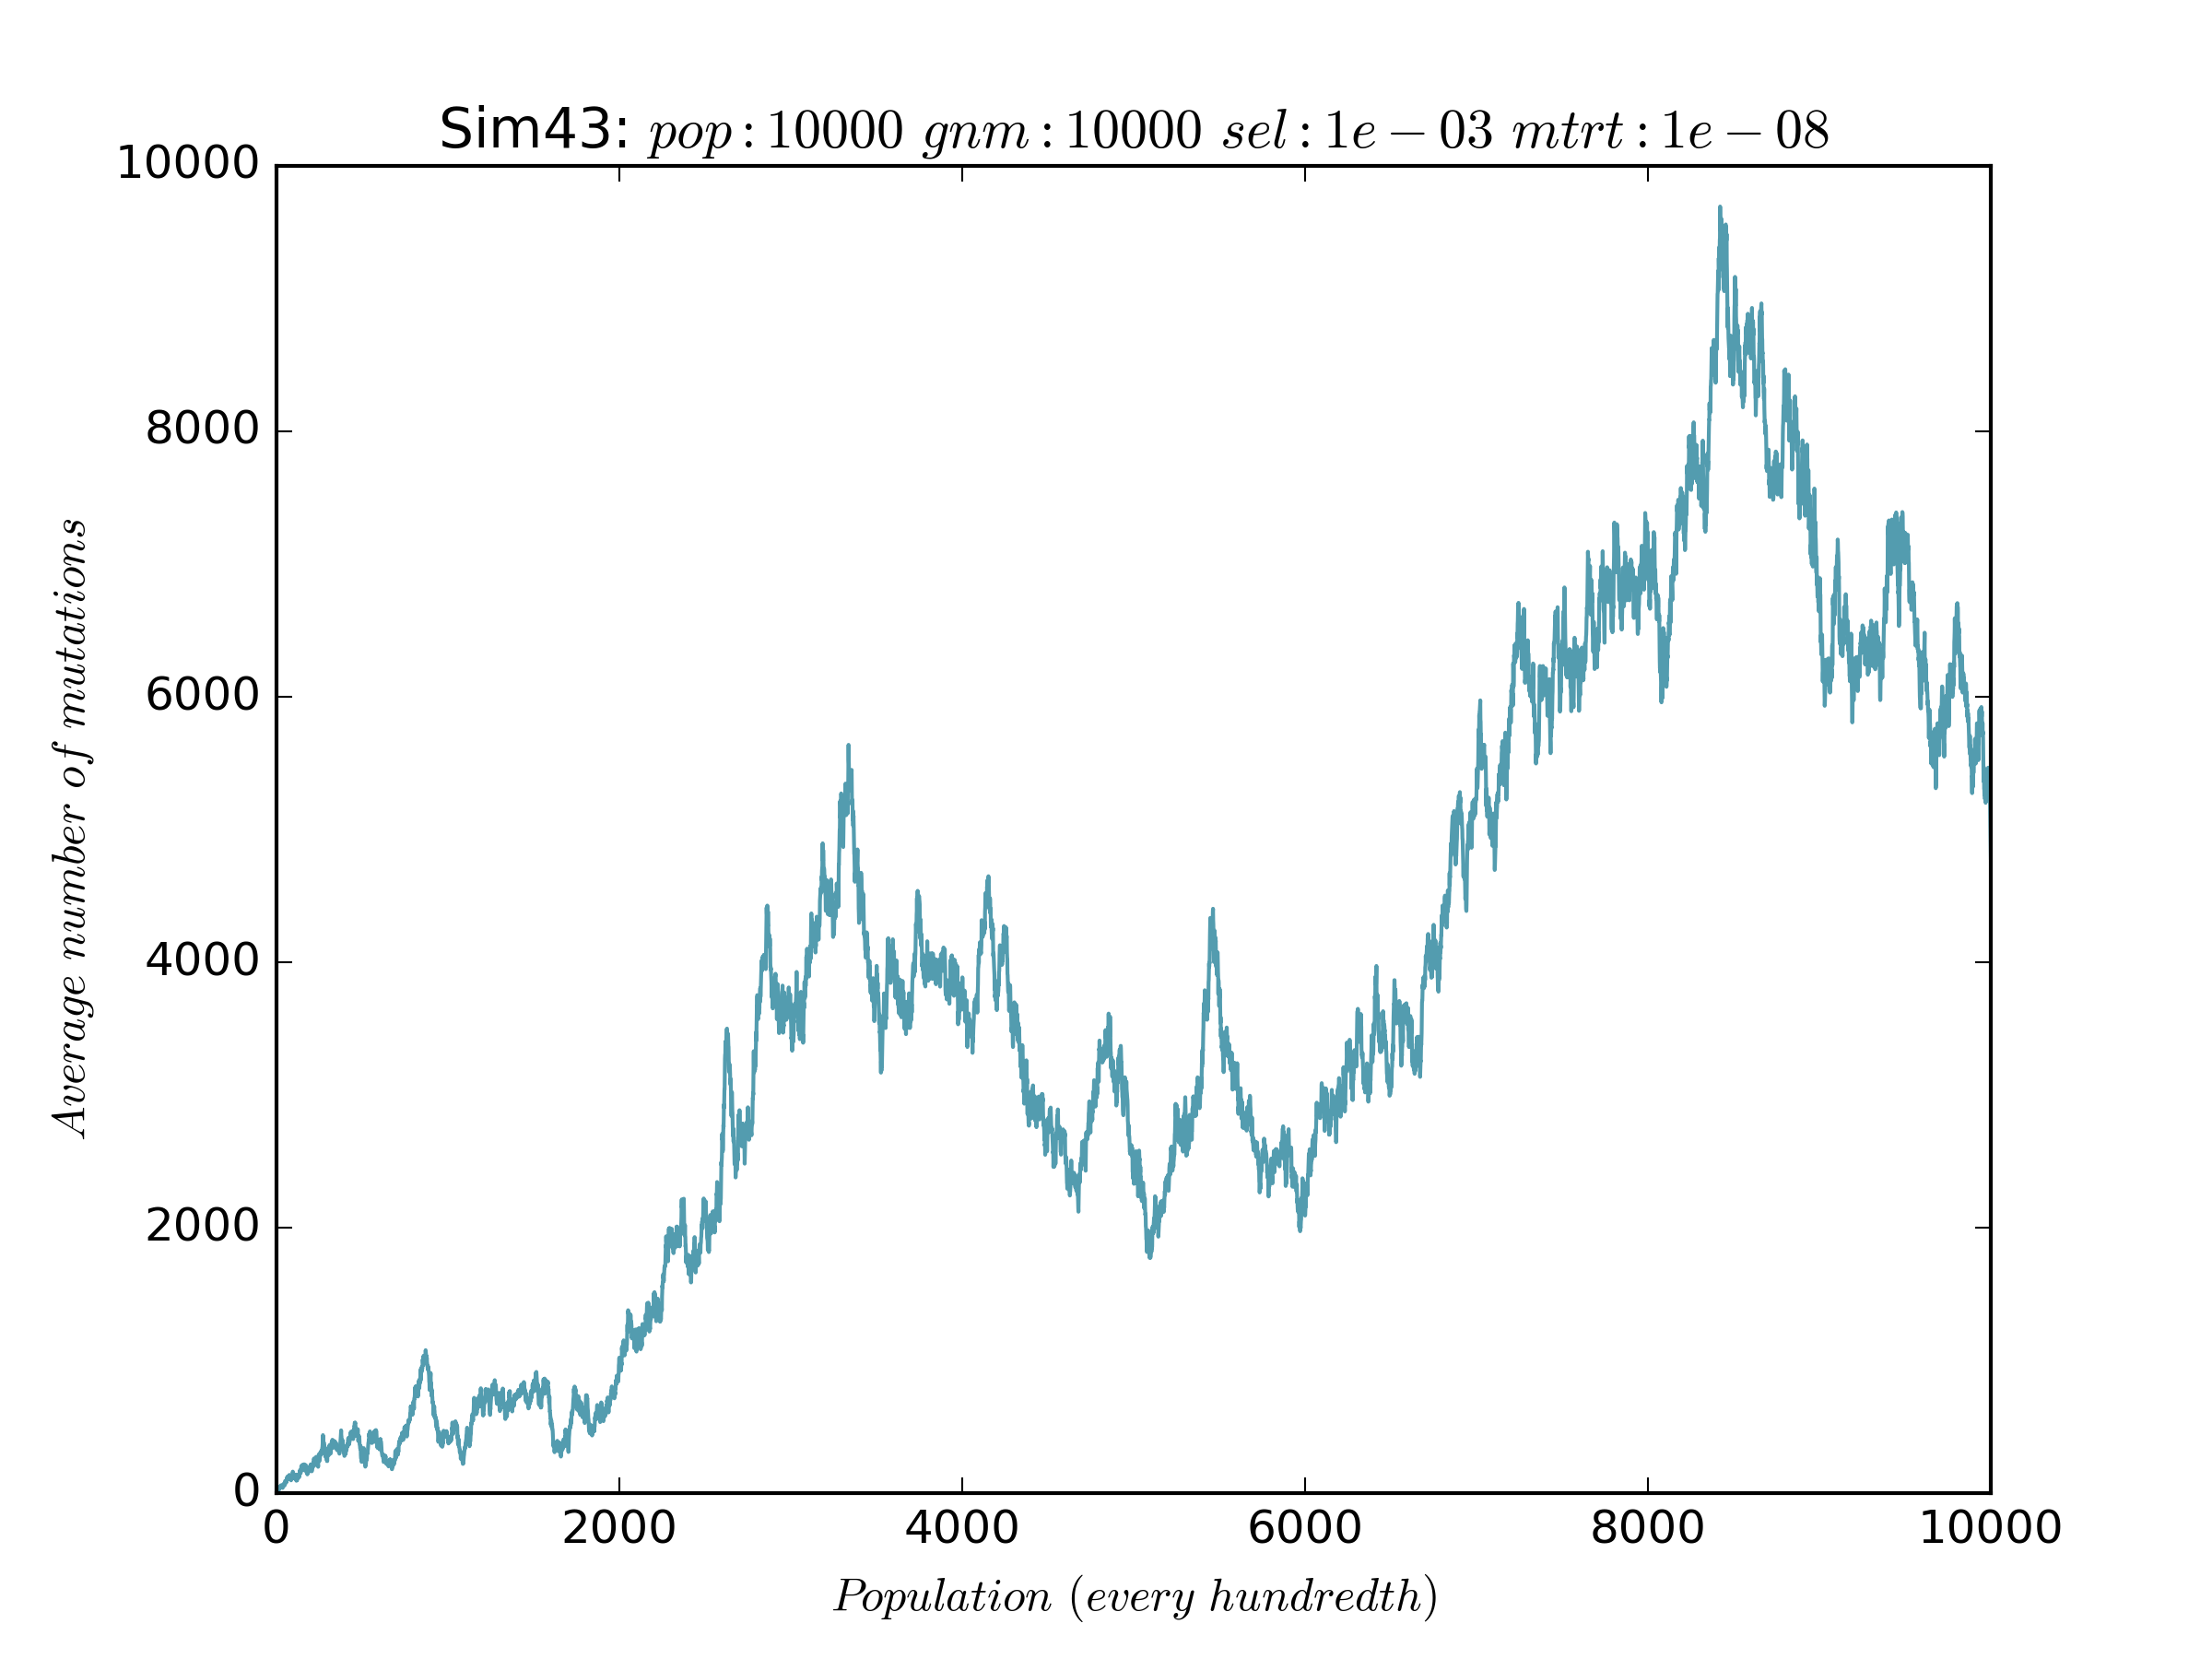 Sim43: pop : 10000 gnm : 10000 sel : 1e − 03 mtrt : 1e − 08
10000
8000
6000
4000
2000
0
Average number of mutations
0 2000 4000 6000 8000 10000
Population (every hundredth)